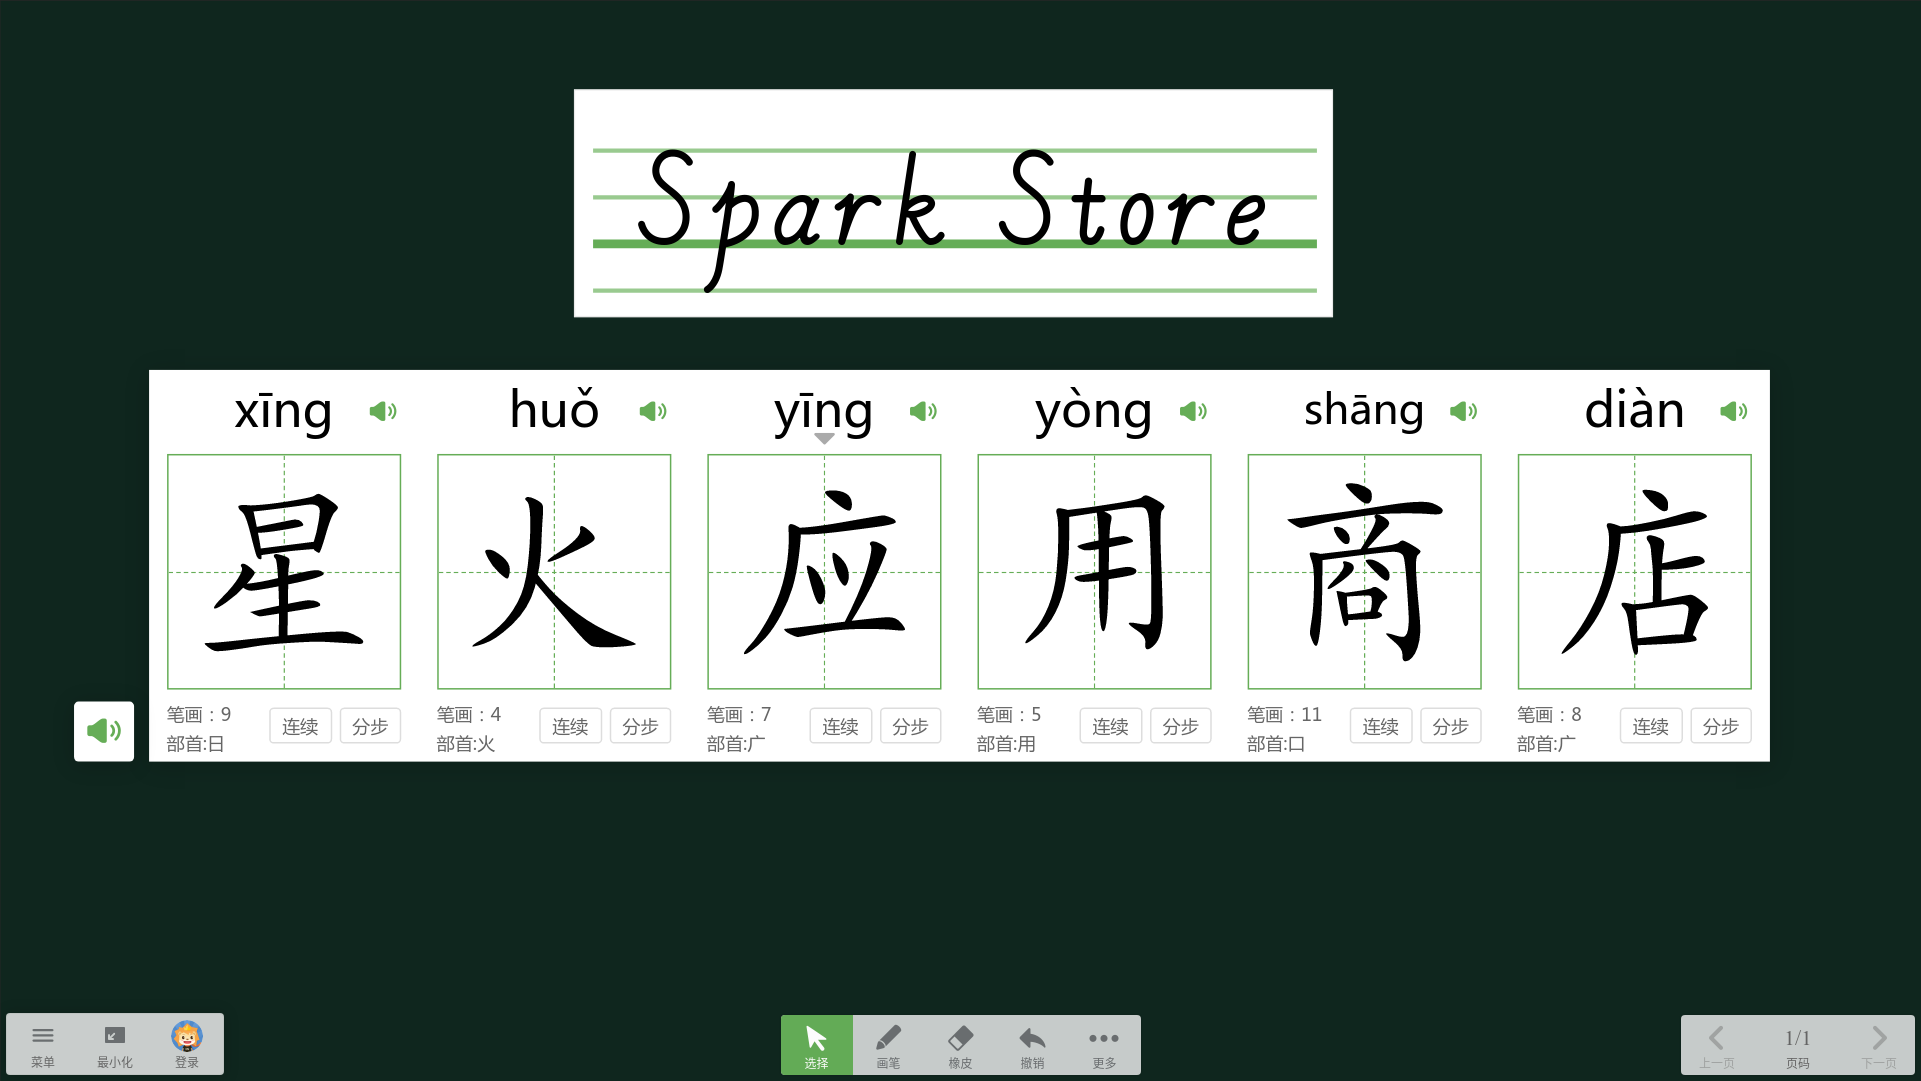 Spark Store
xīng huǒ yīng yòng shāng diàn
星 火 应 用 商 店
笔画：9 连续 分步 笔画：4 连续 分步 笔画：7 连续 分步 笔画：5 连续 分步 笔画：11 连续 分步 笔画：8 连续 分步
部首:日 部首:火 部首:广 部首:用 部首:口 部首:广
菜单 最小化 登录 选择 画笔 橡皮 撤销 更多 上一页 1/1 页码 下一页